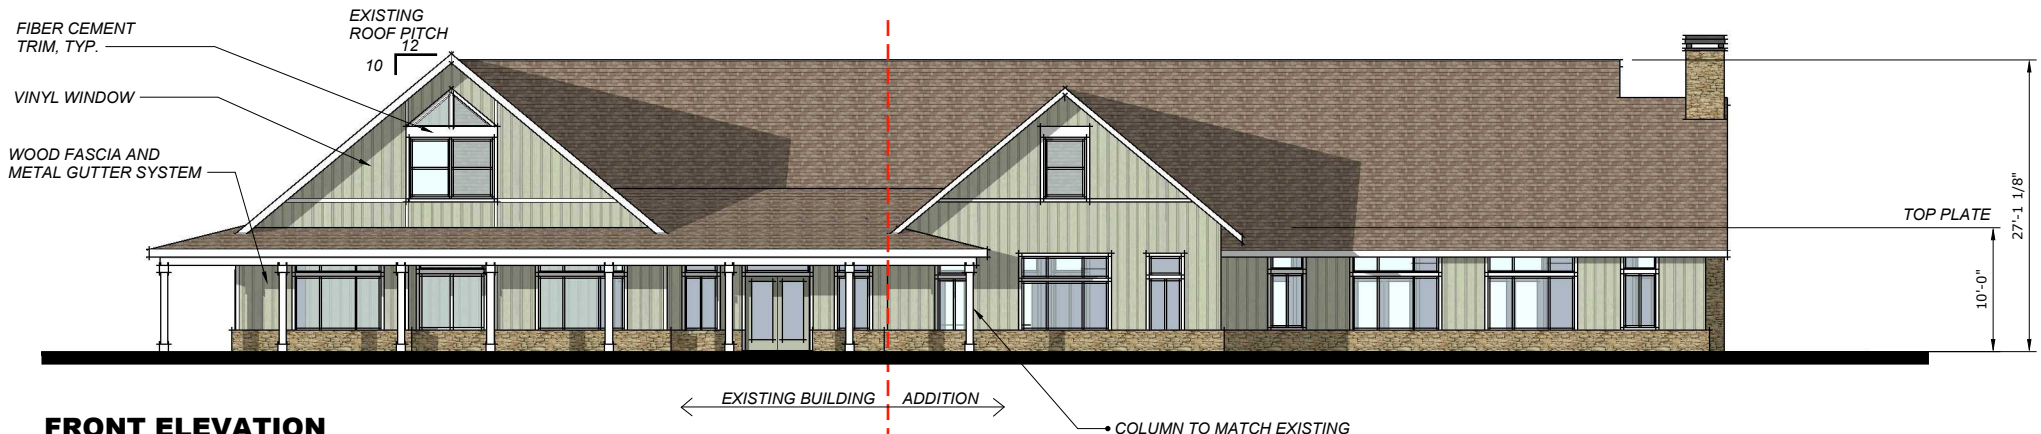 EXISTING
ROOF PITCH
12
10
FIBER CEMENT
TRIM, TYP.
VINYL WINDOW
WOOD FASCIA AND
METAL GUTTER SYSTEM
TOP PLATE
27'-1 1/8"
10'-0"
EXISTING BUILDING
ADDITION
COLUMN TO MATCH EXISTING
FRONT ELEVATION